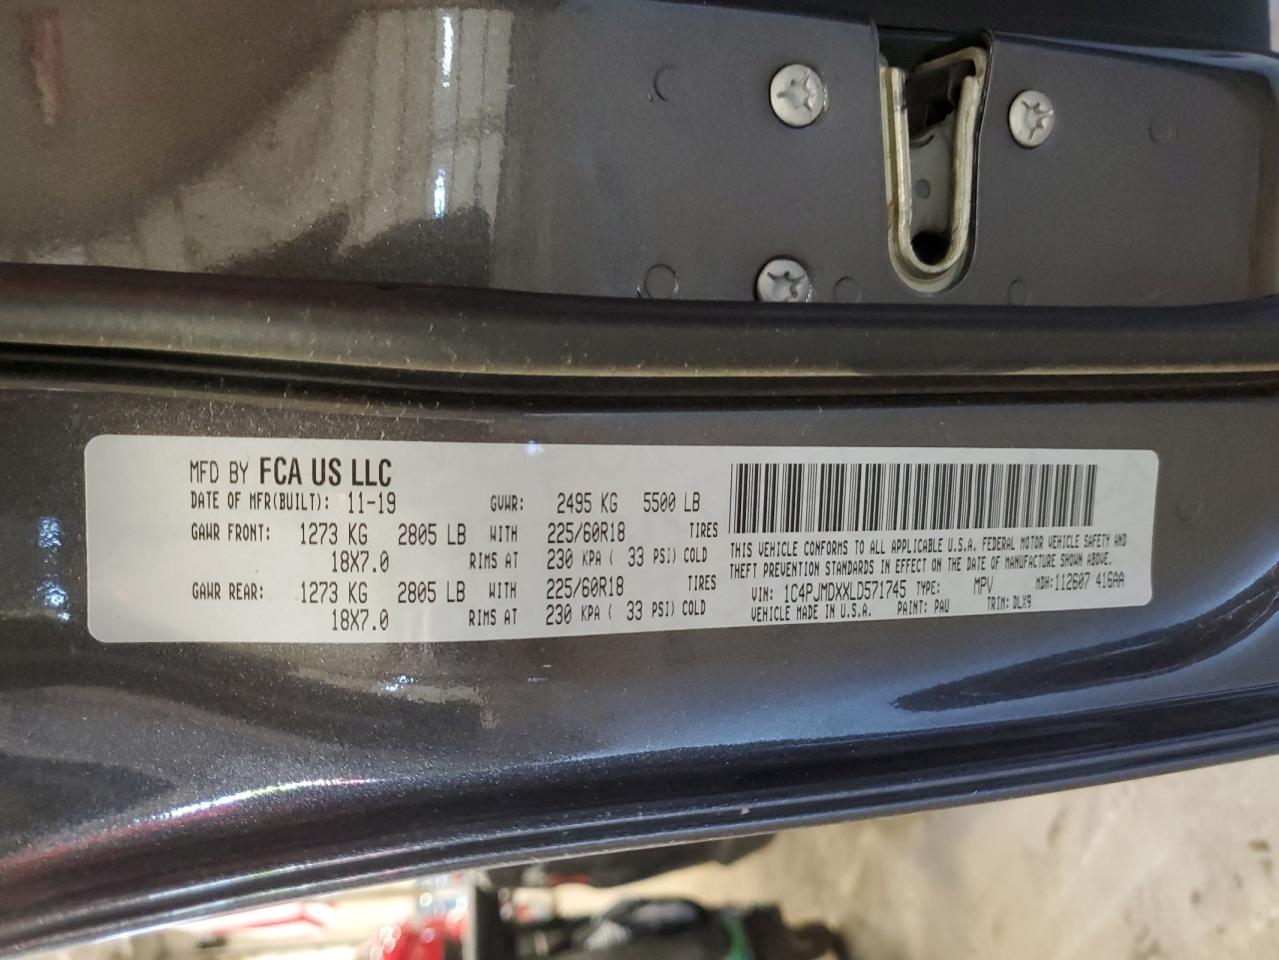 MFD BY FCA US LLC
DATE OF MFR(BUILT): 11-19 GVWR: 2495 KG 5500 LB
GAWR FRONT: 1273 KG 2805 LB WITH 225/60R18 TIRES
18X7.0 RIMS AT 230 KPA ( 33 PSI) COLD
GAWR REAR: 1273 KG 2805 LB WITH 225/60R18 TIRES
18X7.0 RIMS AT 230 KPA ( 33 PSI) COLD
THIS VEHICLE CONFORMS TO ALL APPLICABLE U.S.A. FEDERAL MOTOR VEHICLE SAFETY AND
THEFT PREVENTION STANDARDS IN EFFECT ON THE DATE OF MANUFACTURE SHOWN ABOVE.
VIN: 1C4PJMDXXLD571745 TYPE: MPV MDH: 112607 416AA
VEHICLE MADE IN U.S.A. PAINT: PAU TRIM: DLX9